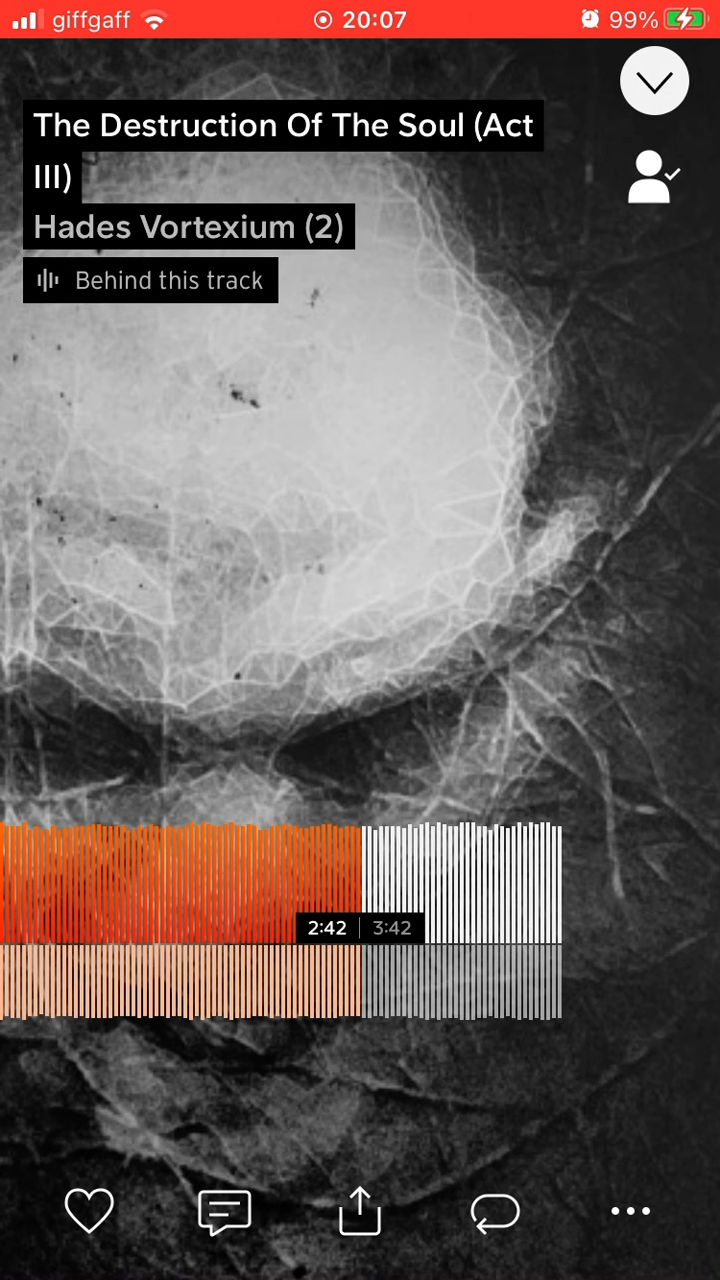 giffgaff 20:07 99%
The Destruction Of The Soul (Act
III)
Hades Vortexium (2)
Behind this track
2:42 3:42